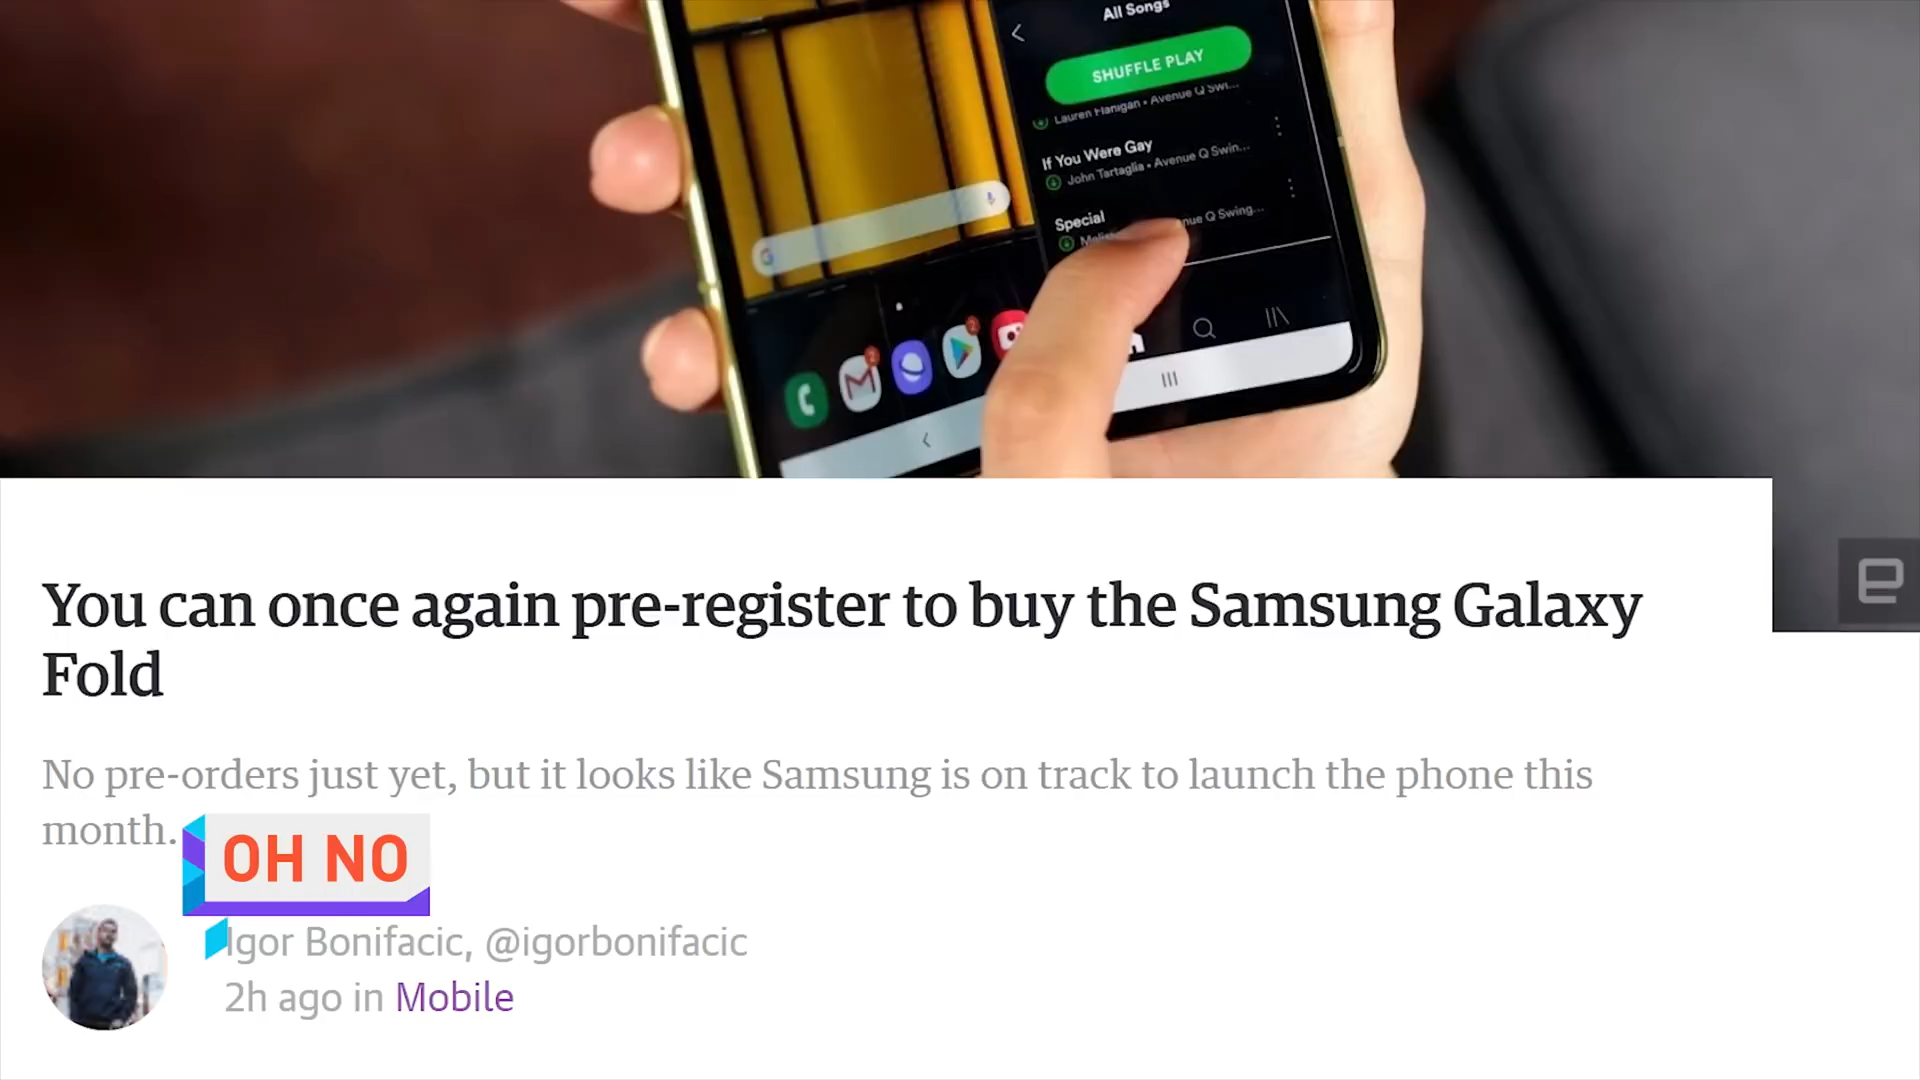 All Songs
SHUFFLE PLAY
Lauren Flanigan • Avenue Q Swi...
If You Were Gay
John Tartaglia • Avenue Q Swin...
Special
nue Q Swing...
2
2
You can once again pre-register to buy the Samsung Galaxy
Fold
No pre-orders just yet, but it looks like Samsung is on track to launch the phone this
month.
OH NO
Igor Bonifacic, @igorbonifacic
2h ago in Mobile